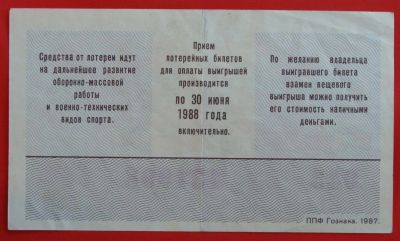 Средства от лотереи идут
на дальнейшее развитие
оборонно-массовой
работы
и военно-технических
видов спорта.
Прием
лотерейных билетов
для оплаты выигрышей
производится
по 30 июня
1988 года
включительно.
По желанию владельца
выигравшего билета
взамен вещевого
выигрыша можно получить
его стоимость наличными
деньгами.
ППФ Гознака. 1987.